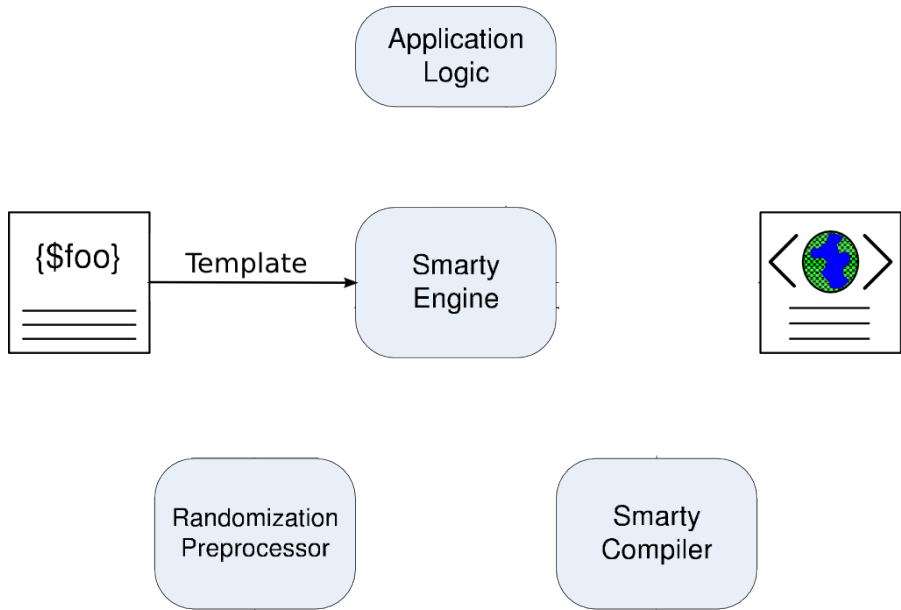 Application
Logic
{$foo}
Template
Smarty
Engine
Randomization
Preprocessor
Smarty
Compiler